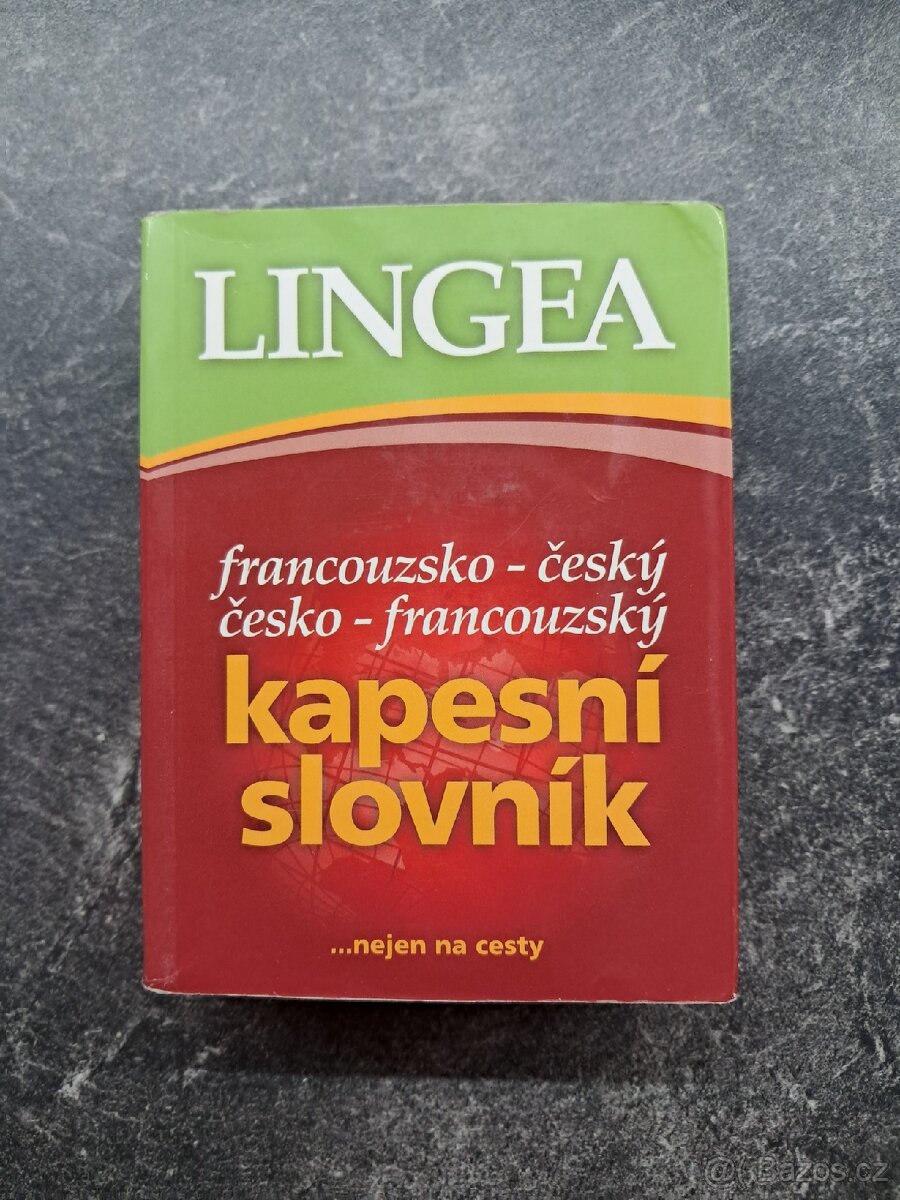 LINGEA
francouzsko - český
česko - francouzský
kapesní
slovník
...nejen na cesty
@ Bazos.cz